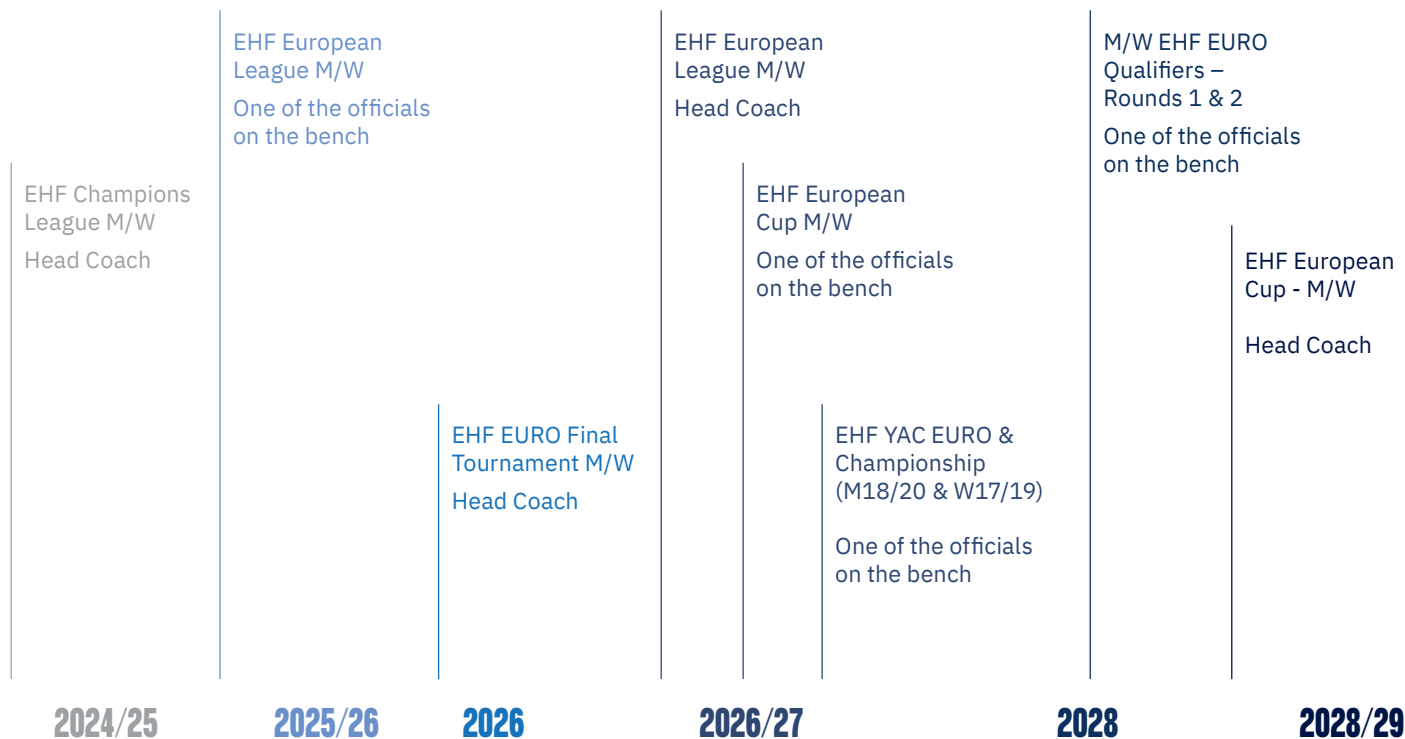 EHF Champions
League M/W
Head Coach
EHF European
League M/W
One of the officials
on the bench
EHF EURO Final
Tournament M/W
Head Coach
EHF European
League M/W
Head Coach
EHF European
Cup M/W
One of the officials
on the bench
EHF YAC EURO &
Championship
(M18/20 & W17/19)
One of the officials
on the bench
M/W EHF EURO
Qualifiers –
Rounds 1 & 2
One of the officials
on the bench
EHF European
Cup - M/W
Head Coach
2024/25
2025/26
2026
2026/27
2028
2028/29